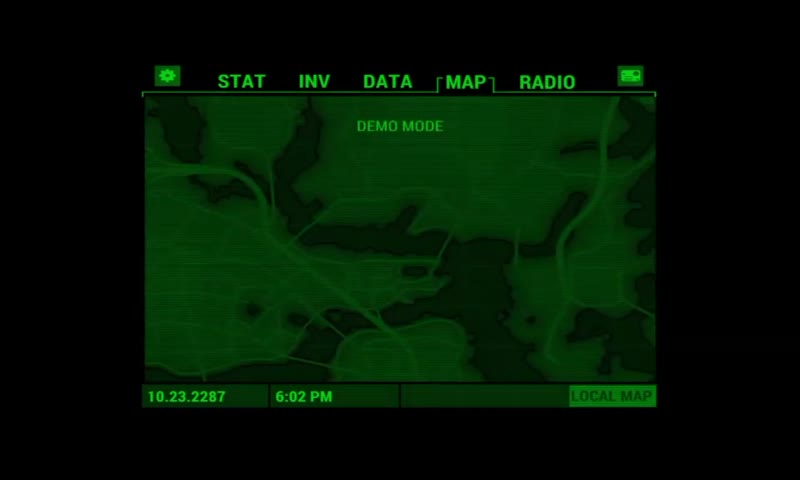 STAT INV DATA MAP RADIO
DEMO MODE
10.23.2287 6:02 PM LOCAL MAP